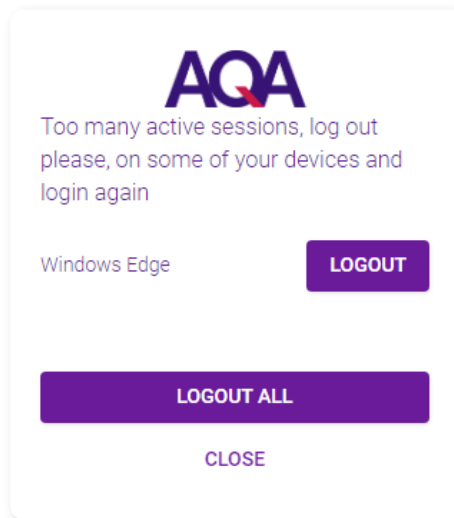 AQA
Too many active sessions, log out
please, on some of your devices and
login again
Windows Edge
LOGOUT
LOGOUT ALL
CLOSE